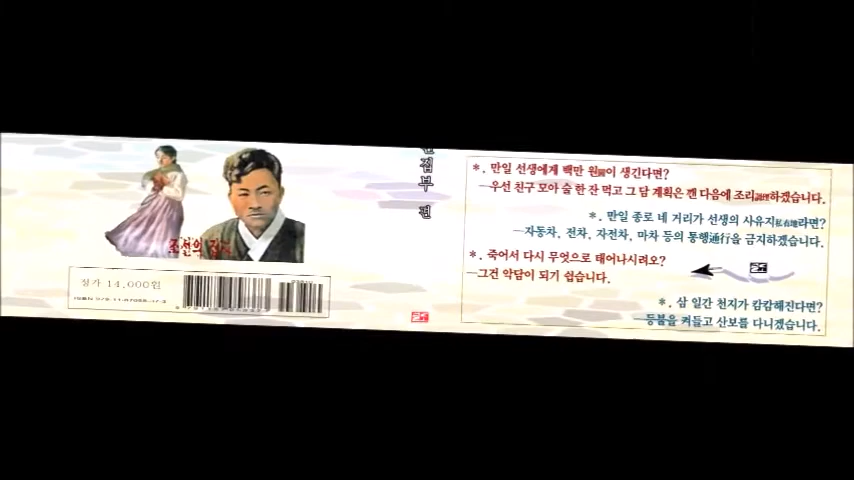 조선의
정가 14,000원
편집부 편
*. 만일 선생에게 백만 원圓이 생긴다면?
—우선 친구 모아 술 한 잔 먹고 그 담 계획은 깬 다음에 조리調理하겠습니다.
*. 만일 종로 네 거리가 선생의 사유지私有地라면?
—자동차, 전차, 자전차, 마차 등의 통행通行을 금지하겠습니다.
*. 죽어서 다시 무엇으로 태어나시려오?
—그건 악담이 되기 쉽습니다.
*. 삼 일간 천지가 캄캄해진다면?
—등불을 켜들고 산보를 다니겠습니다.